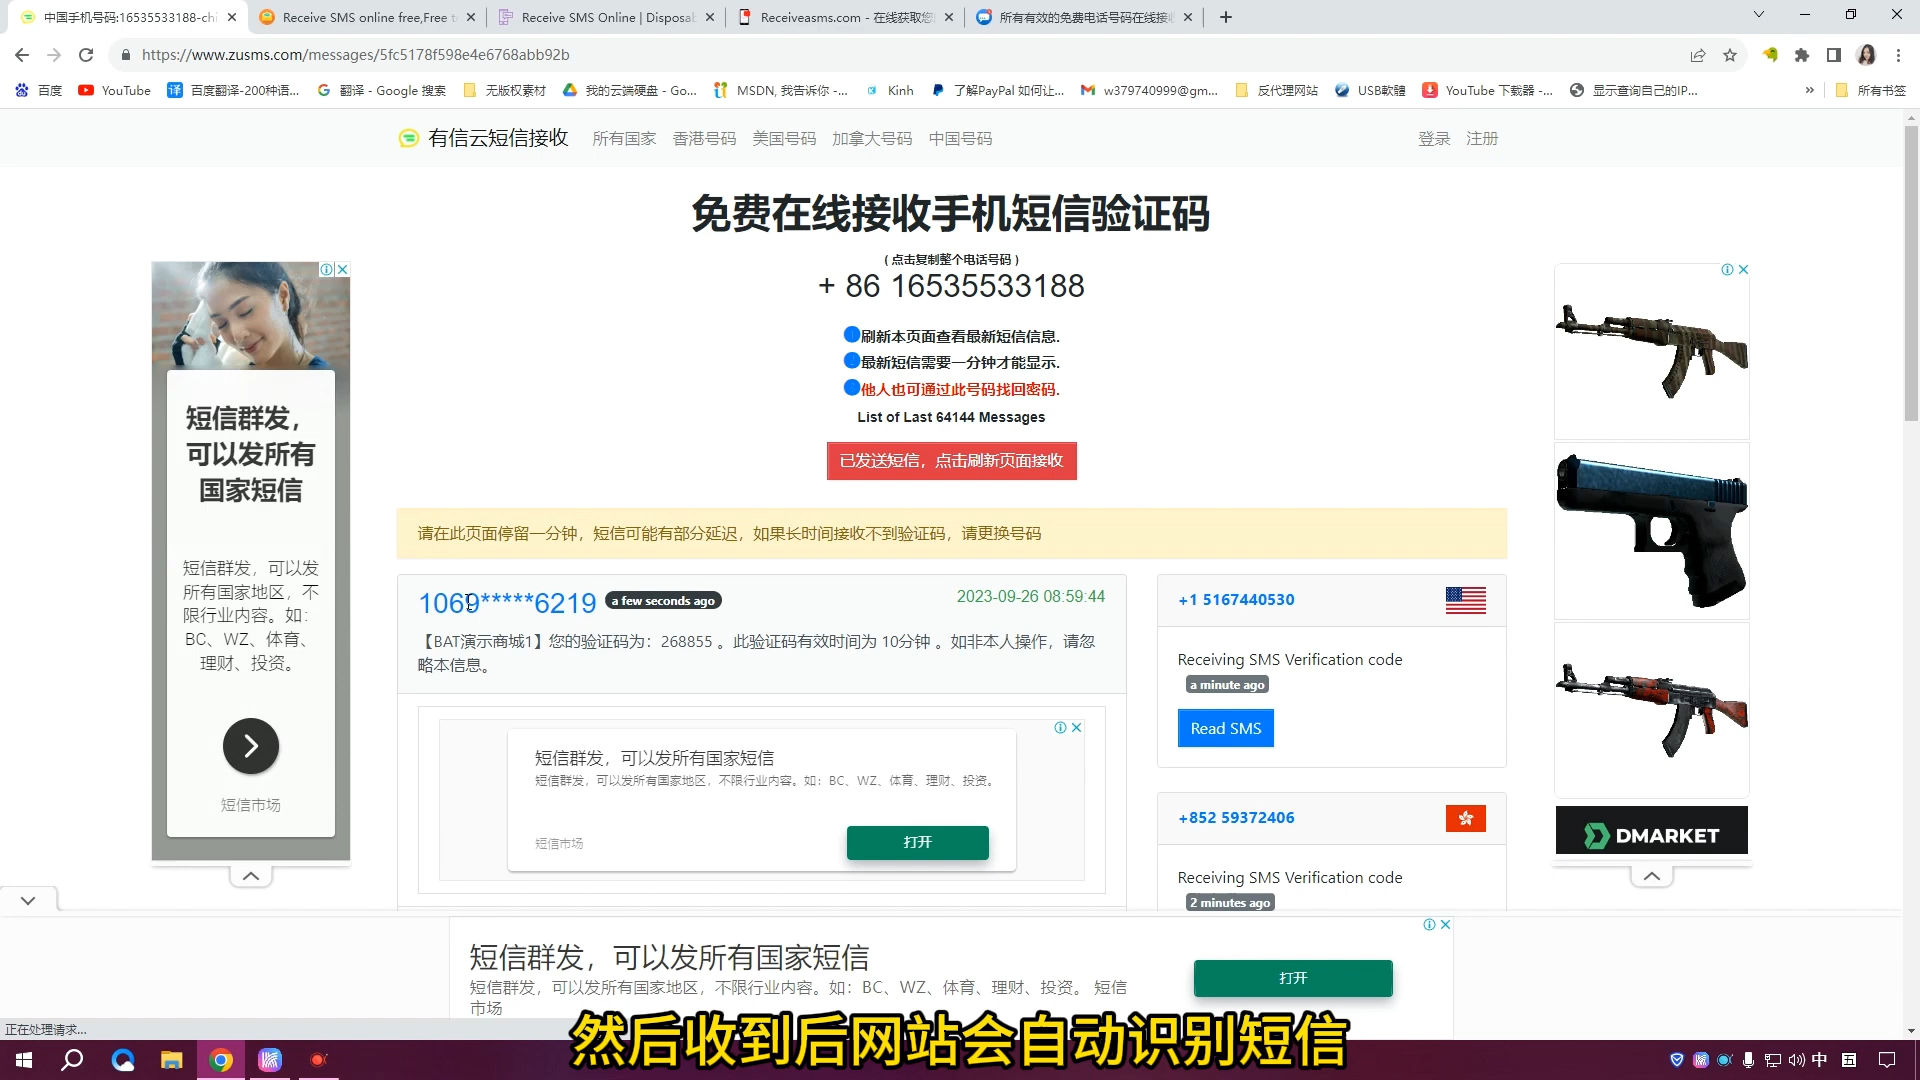 中国手机号码:16535533188-chi
Receive SMS online free,Free t
Receive SMS Online | Disposab
Receiveasms.com - 在线获取您
所有有效的免费电话号码在线接收
https://www.zusms.com/messages/5fc5178f598e4e6768abb92b
百度
YouTube
百度翻译-200种语...
翻译 - Google 搜索
无版权素材
我的云端硬盘 - Go...
MSDN, 我告诉你 -...
Kinh
了解PayPal 如何让...
w379740999@gm...
反代理网站
USB軟體
YouTube 下载器 -...
显示查询自己的IP...
»
所有书签
有信云短信接收
所有国家
香港号码
美国号码
加拿大号码
中国号码
登录
注册
免费在线接收手机短信验证码
( 点击复制整个电话号码 )
+ 86 16535533188
刷新本页面查看最新短信信息.
最新短信需要一分钟才能显示.
他人也可通过此号码找回密码.
List of Last 64144 Messages
已发送短信，点击刷新页面接收
短信群发，
可以发所有
国家短信
短信群发，可以发
所有国家地区，不
限行业内容。如：
BC、WZ、体育、
理财、投资。
短信市场
请在此页面停留一分钟，短信可能有部分延迟，如果长时间接收不到验证码，请更换号码
1069*****6219
a few seconds ago
2023-09-26 08:59:44
【BAT演示商城1】您的验证码为：268855 。此验证码有效时间为 10分钟 。如非本人操作，请忽
略本信息。
+1 5167440530
Receiving SMS Verification code
a minute ago
Read SMS
短信群发，可以发所有国家短信
短信群发，可以发所有国家地区，不限行业内容。如：BC、WZ、体育、理财、投资。
短信市场
打开
+852 59372406
Receiving SMS Verification code
2 minutes ago
DMARKET
短信群发，可以发所有国家短信
短信群发，可以发所有国家地区，不限行业内容。如：BC、WZ、体育、理财、投资。 短信
市场
打开
正在处理请求...
然后收到后网站会自动识别短信
中
五